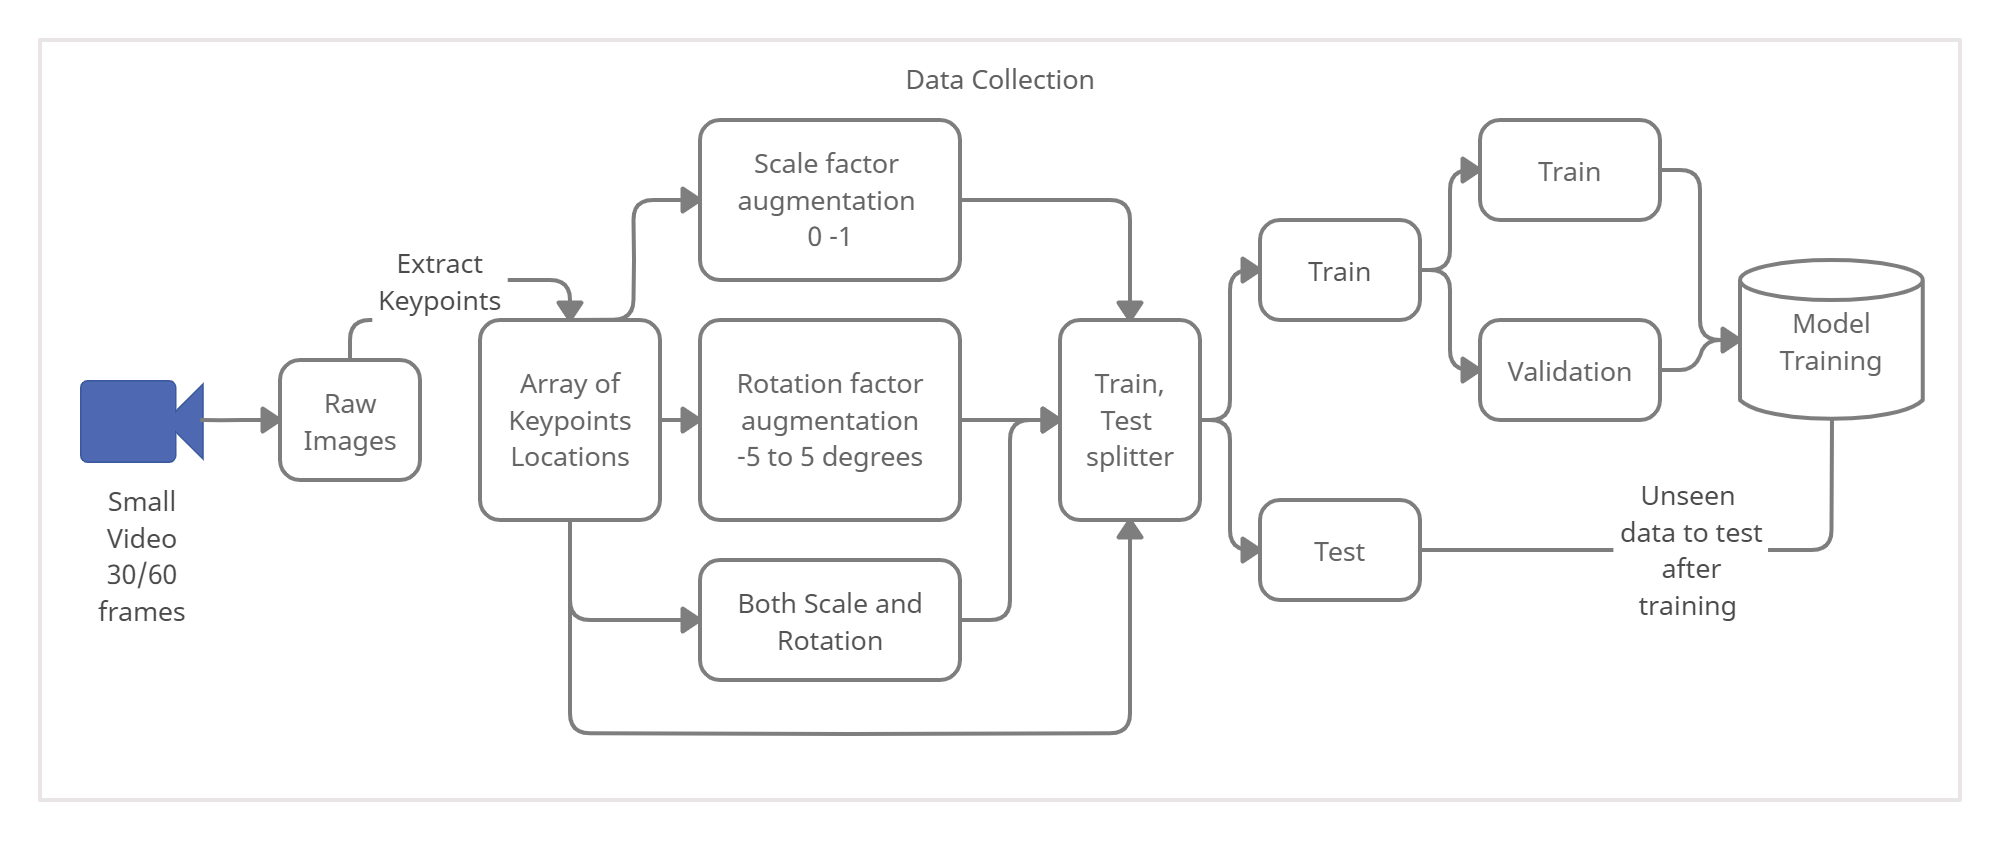 Data Collection
Small
Video
30/60
frames
Raw
Images
Extract
Keypoints
Array of
Keypoints
Locations
Scale factor
augmentation
0 -1
Rotation factor
augmentation
-5 to 5 degrees
Both Scale and
Rotation
Train,
Test
splitter
Train
Test
Train
Validation
Model
Training
Unseen
data to test
after
training